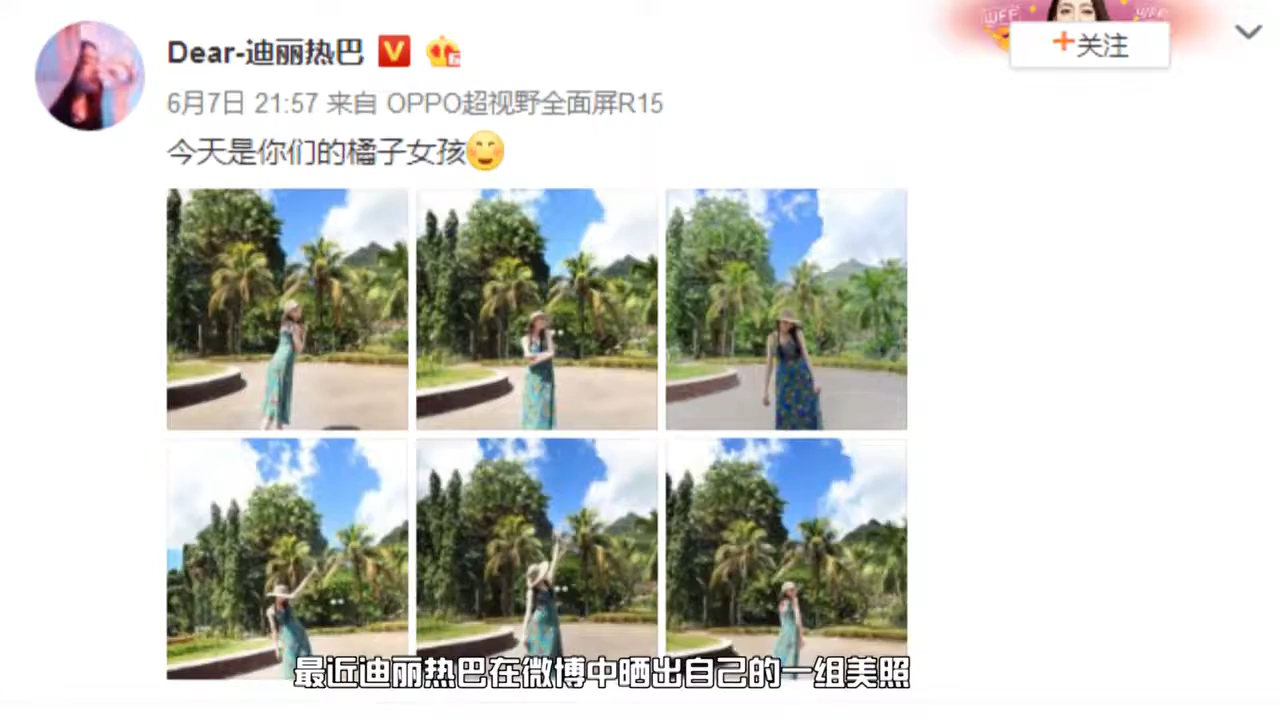 Dear-迪丽热巴
WFF
+关注
6月7日 21:57 来自 OPPO超视野全面屏R15
今天是你们的橘子女孩
最近迪丽热巴在微博中晒出自己的一组美照